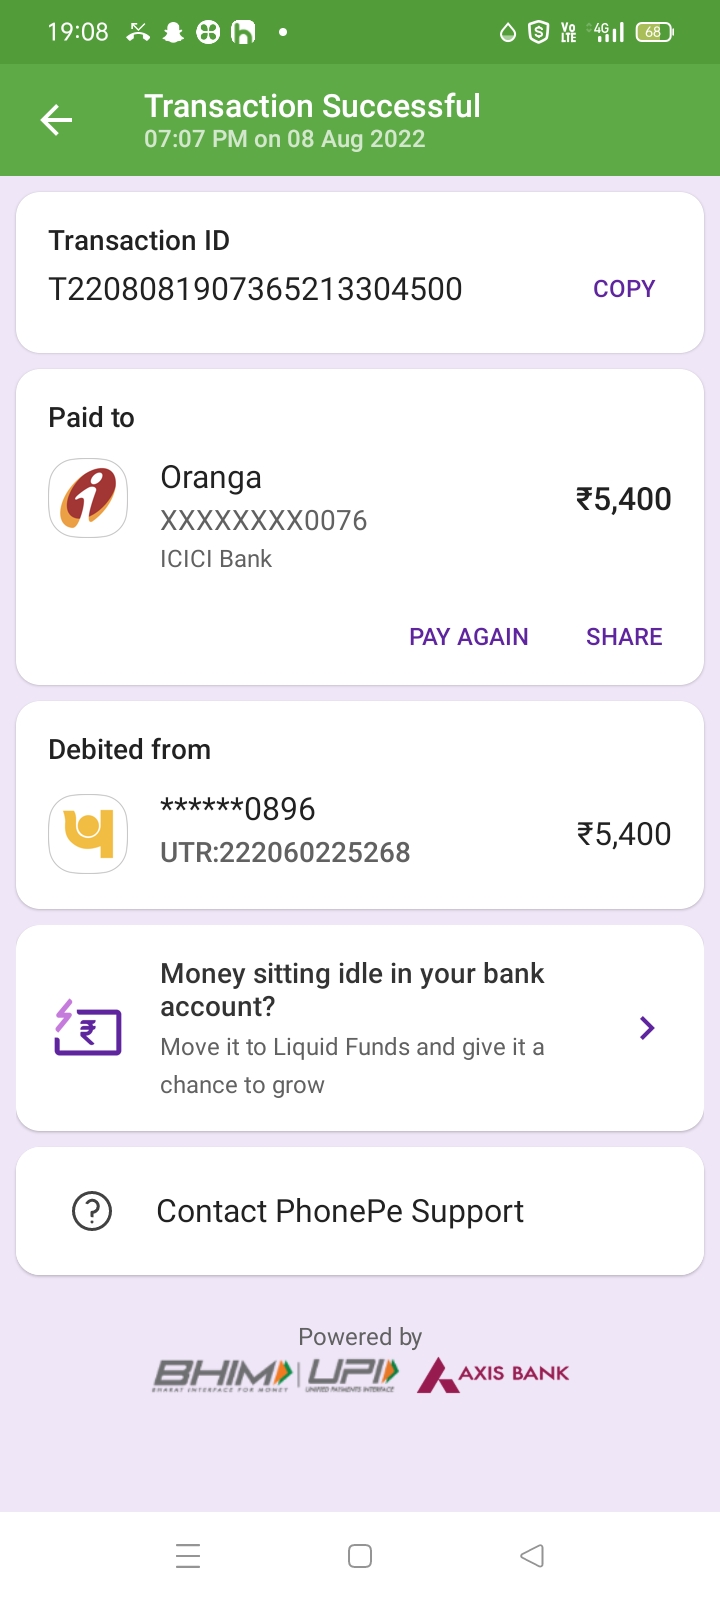 19:08
VO LTE 4G 68
Transaction Successful
07:07 PM on 08 Aug 2022
Transaction ID
T2208081907365213304500 COPY
Paid to
Oranga
XXXXXXXX0076
₹5,400
ICICI Bank
PAY AGAIN SHARE
Debited from
******0896
UTR:222060225268
₹5,400
Money sitting idle in your bank
account?
Move it to Liquid Funds and give it a
chance to grow
Contact PhonePe Support
Powered by
BHIM UPI AXIS BANK
BHARAT INTERFACE FOR MONEY UNIFIED PAYMENTS INTERFACE